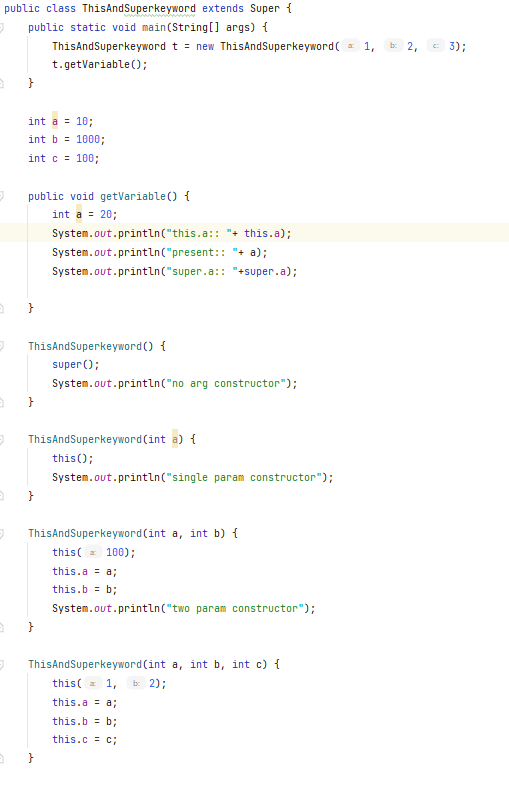 public class ThisAndSuperkeyword extends Super {
    public static void main(String[] args) {
        ThisAndSuperkeyword t = new ThisAndSuperkeyword( a: 1, b: 2, c: 3);
        t.getVariable();
    }

    int a = 10;
    int b = 1000;
    int c = 100;

    public void getVariable() {
        int a = 20;
        System.out.println("this.a:: "+ this.a);
        System.out.println("present:: "+ a);
        System.out.println("super.a:: "+super.a);

    }

    ThisAndSuperkeyword() {
        super();
        System.out.println("no arg constructor");
    }

    ThisAndSuperkeyword(int a) {
        this();
        System.out.println("single param constructor");
    }

    ThisAndSuperkeyword(int a, int b) {
        this( a: 100);
        this.a = a;
        this.b = b;
        System.out.println("two param constructor");
    }

    ThisAndSuperkeyword(int a, int b, int c) {
        this( a: 1, b: 2);
        this.a = a;
        this.b = b;
        this.c = c;
    }